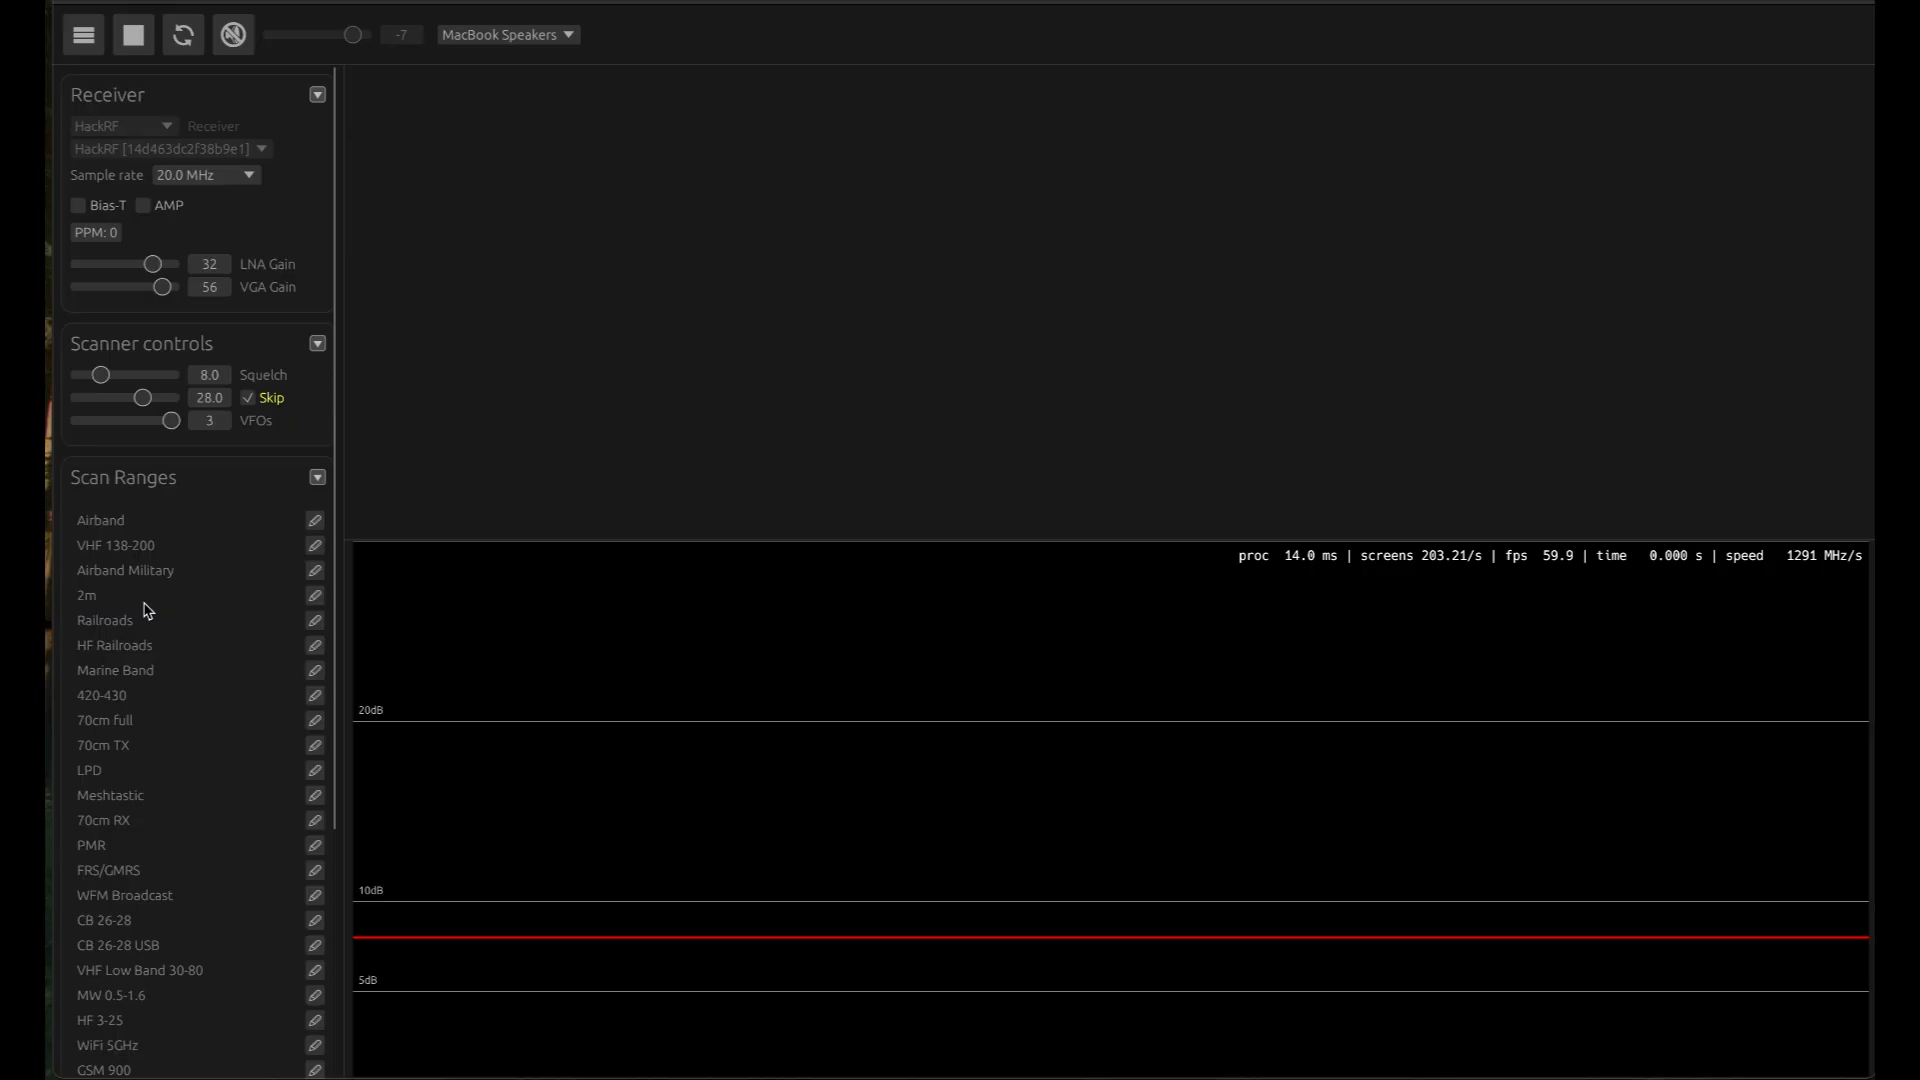 -7 MacBook Speakers
Receiver
HackRF Receiver
HackRF [14d463dc2f38b9e1]
Sample rate 20.0 MHz
Bias-T AMP
PPM: 0
32 LNA Gain
56 VGA Gain
Scanner controls
8.0 Squelch
28.0 Skip
3 VFOs
Scan Ranges
Airband
VHF 138-200
Airband Military
2m
Railroads
HF Railroads
Marine Band
420-430
70cm full
70cm TX
LPD
Meshtastic
70cm RX
PMR
FRS/GMRS
WFM Broadcast
CB 26-28
CB 26-28 USB
VHF Low Band 30-80
MW 0.5-1.6
HF 3-25
WiFi 5GHz
GSM 900
proc 14.0 ms | screens 203.21/s | fps 59.9 | time 0.000 s | speed 1291 MHz/s
20dB
10dB
5dB